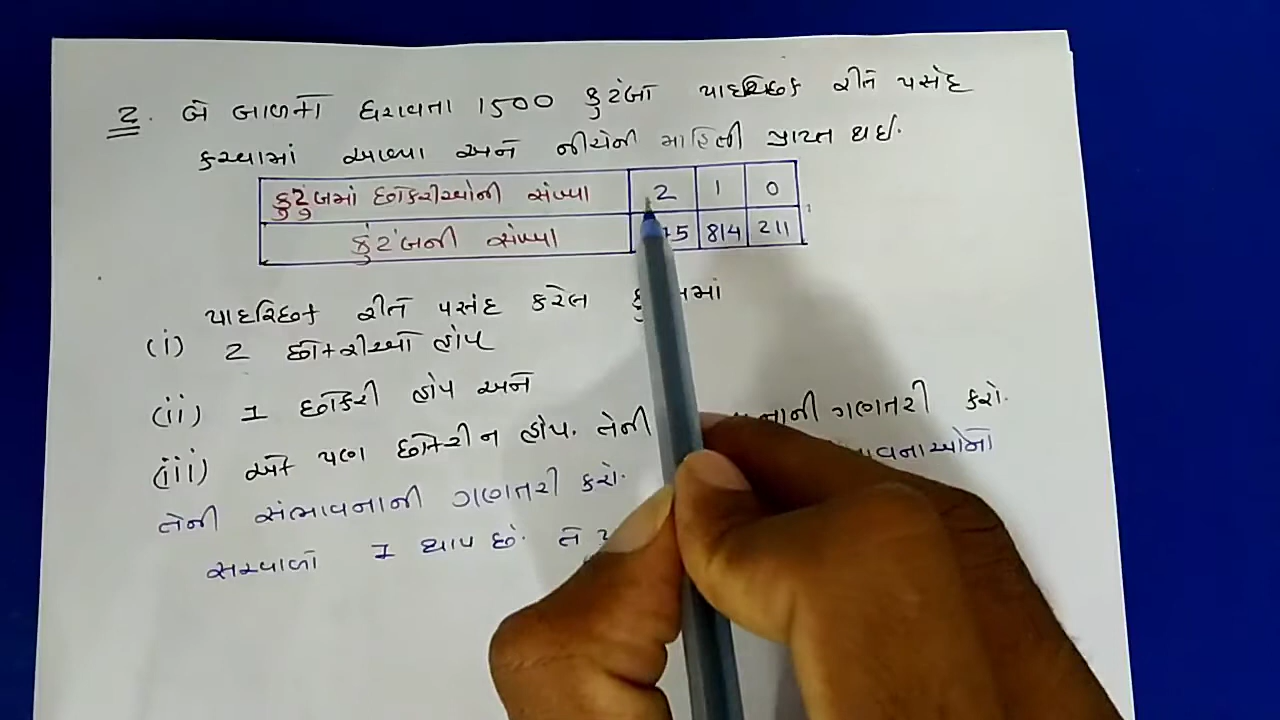 2. બે બાળકો ધરાવતા 1500 કુટુંબો યાદચ્છિક રીતે પસંદ
કરવામાં આવ્યા અને નીચેની માહિતી પ્રાપ્ત થઈ.
કુટુંબમાં છોકરીઓની સંખ્યા 2 1 0
કુટુંબની સંખ્યા 5 814 211
યાદચ્છિક રીતે પસંદ કરેલ માં
(i) 2 છોકરીઓ હોય
(ii) 1 છોકરી હોય અને
(iii) એક પણ છોકરી ન હોય. તેની ગણતરી કરો.
તેની સંભાવનાની ગણતરી કરો.
સરવાળો 1 થાય છે. તે